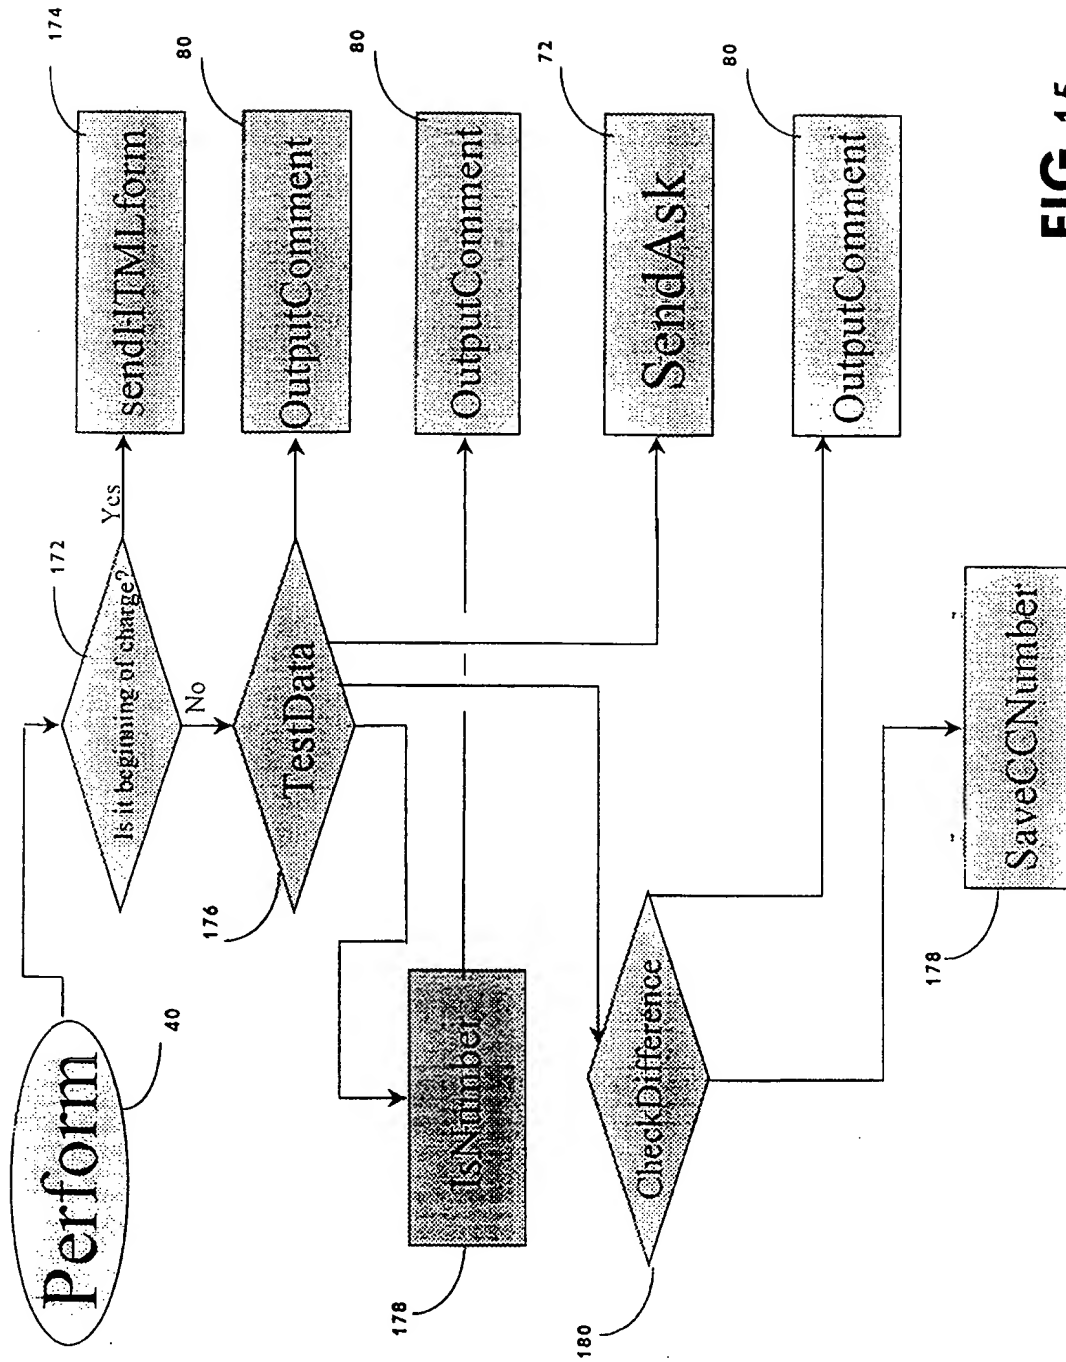 Perform
40
Is it beginning of charge?
172
Yes
sendHTMLform
174
No
TestData
176
OutputComment
80
IsNumber
178
OutputComment
80
SendAsk
72
CheckDifference
180
OutputComment
80
SaveCCNumber
178
FIG 15